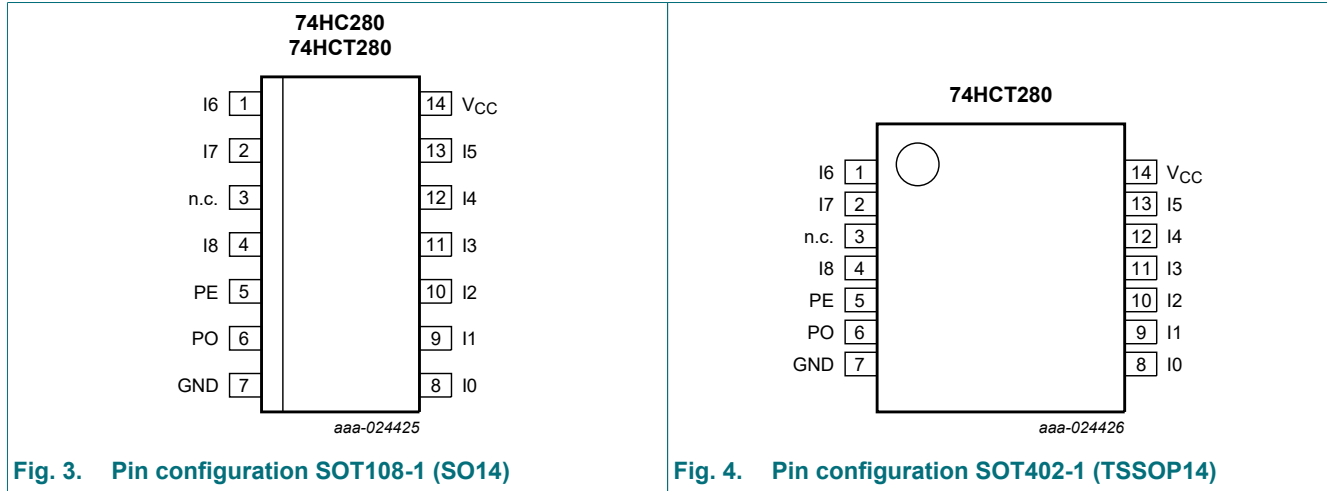 74HC280
74HCT280
I6 1 14 VCC
I7 2 13 I5
n.c. 3 12 I4
I8 4 11 I3
PE 5 10 I2
PO 6 9 I1
GND 7 8 I0
aaa-024425
Fig. 3. Pin configuration SOT108-1 (SO14)
74HCT280
I6 1 14 VCC
I7 2 13 I5
n.c. 3 12 I4
I8 4 11 I3
PE 5 10 I2
PO 6 9 I1
GND 7 8 I0
aaa-024426
Fig. 4. Pin configuration SOT402-1 (TSSOP14)